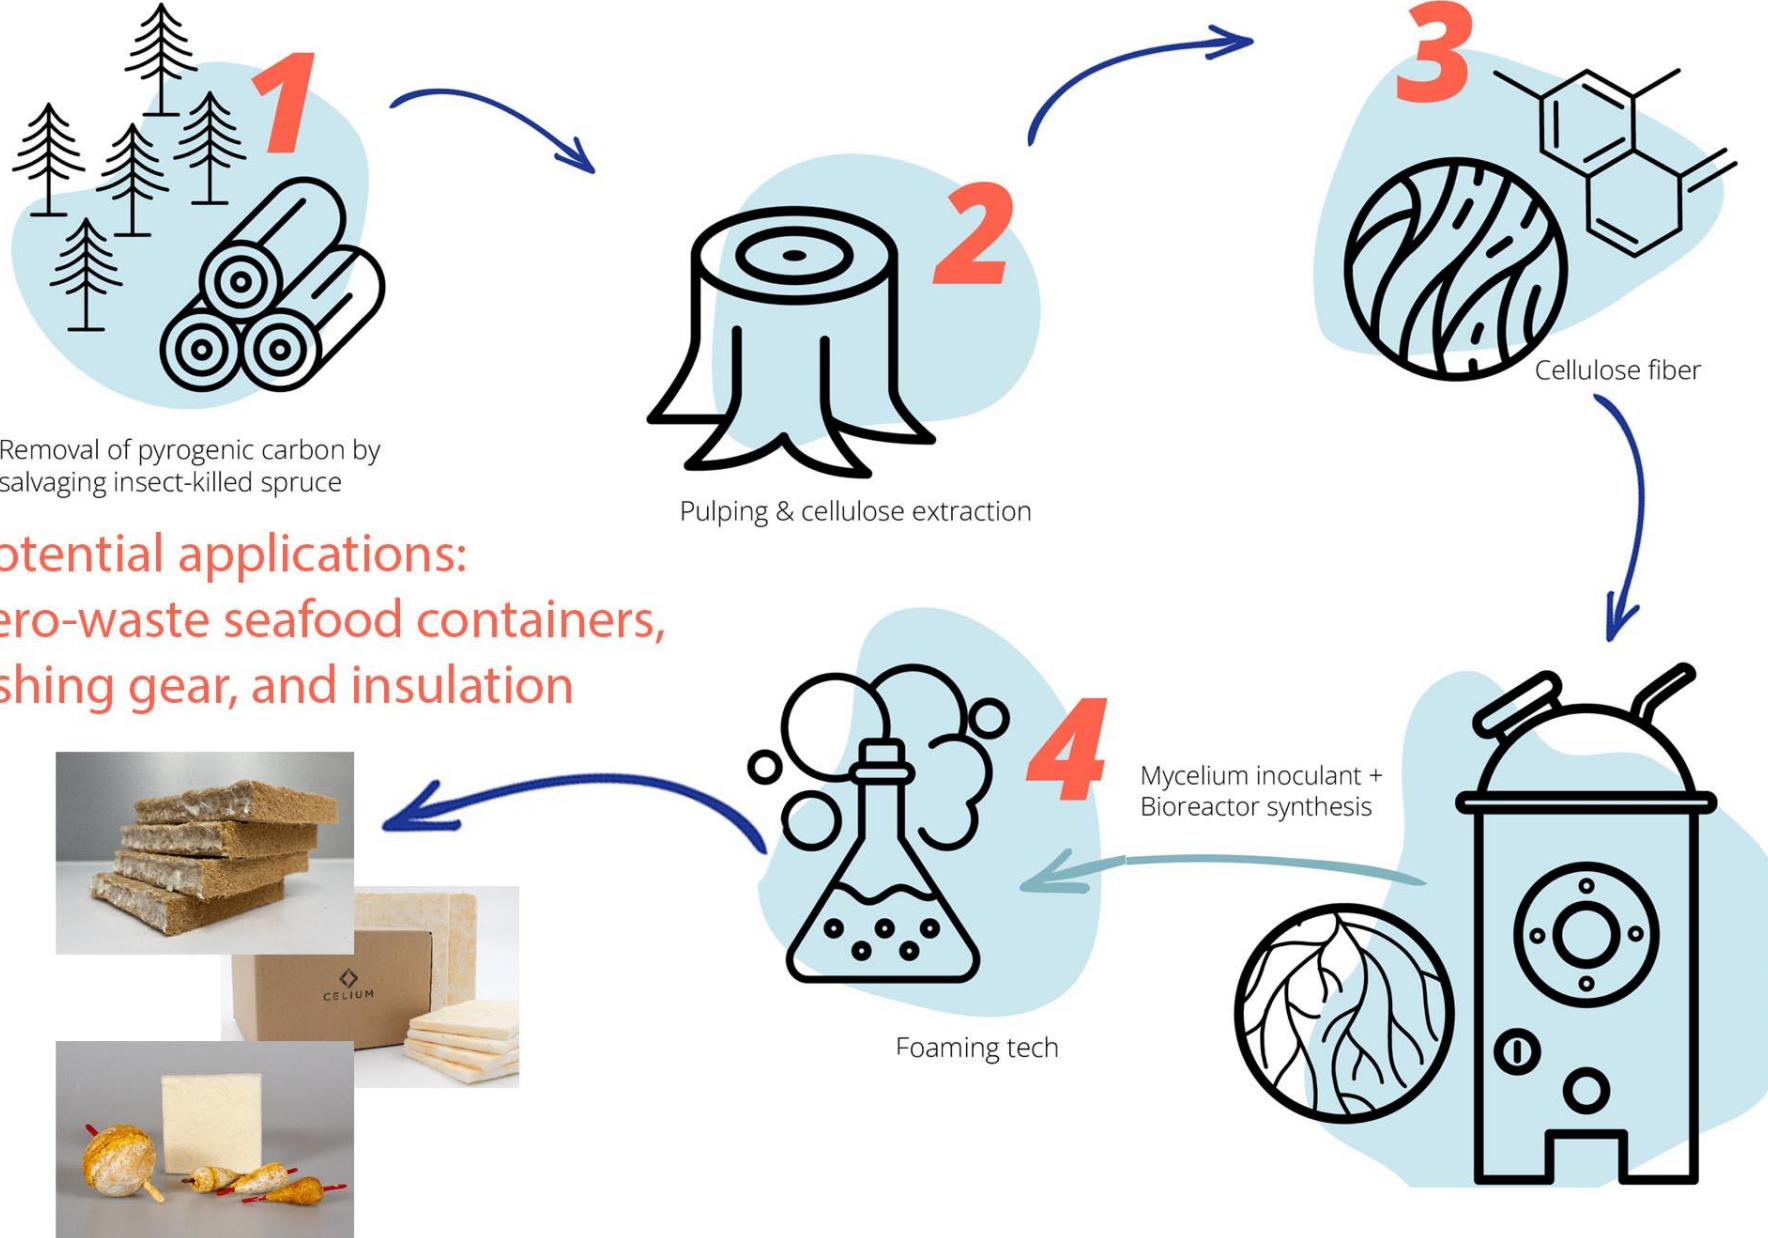 1
Removal of pyrogenic carbon by
salvaging insect-killed spruce
2
Pulping & cellulose extraction
3
Cellulose fiber
Mycelium inoculant +
Bioreactor synthesis
4
Foaming tech
otential applications:
ero-waste seafood containers,
shing gear, and insulation
CELIUM